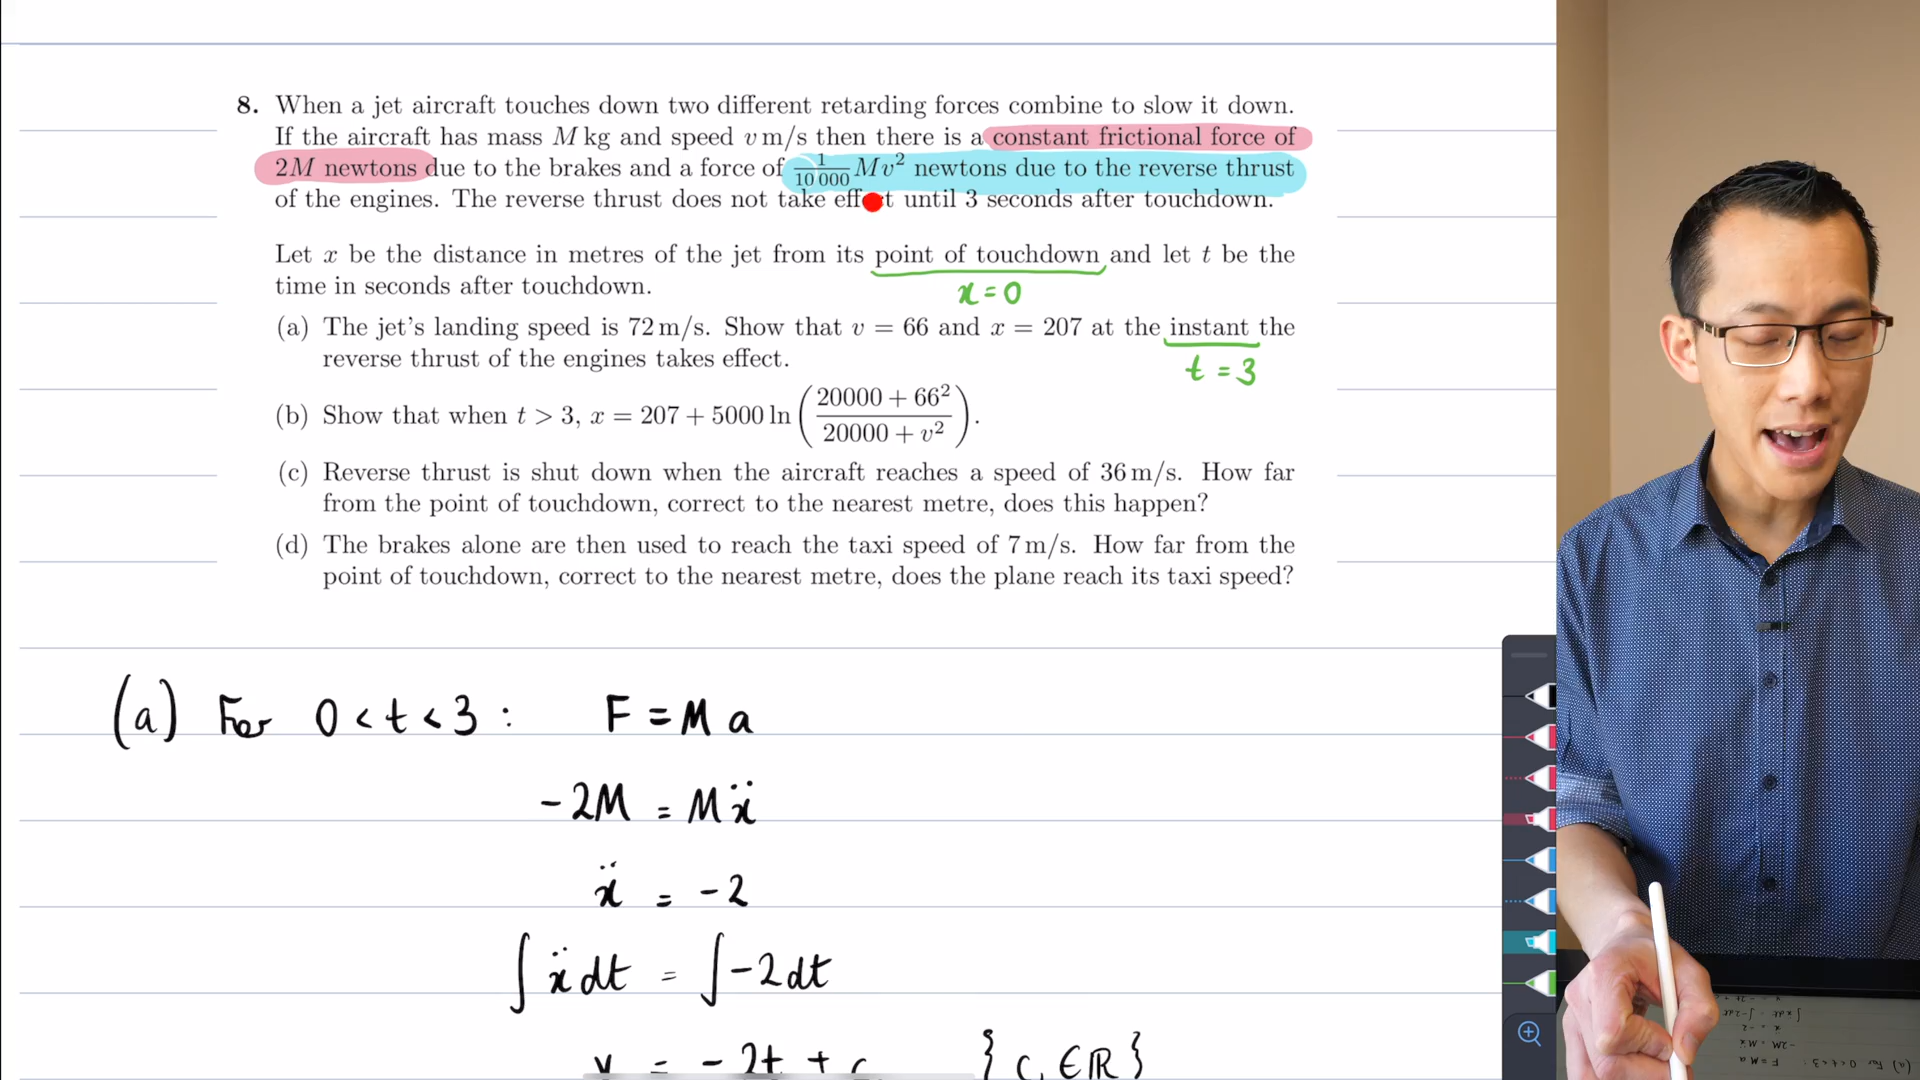 8. When a jet aircraft touches down two different retarding forces combine to slow it down.
If the aircraft has mass M kg and speed v m/s then there is a constant frictional force of
2M newtons due to the brakes and a force of 1/10 000 Mv² newtons due to the reverse thrust
of the engines. The reverse thrust does not take effect until 3 seconds after touchdown.
Let x be the distance in metres of the jet from its point of touchdown and let t be the
time in seconds after touchdown.
x = 0
(a) The jet's landing speed is 72 m/s. Show that v = 66 and x = 207 at the instant the
reverse thrust of the engines takes effect.
t = 3
(b) Show that when t > 3, x = 207 + 5000 ln ( (20000 + 66²) / (20000 + v²) ).
(c) Reverse thrust is shut down when the aircraft reaches a speed of 36 m/s. How far
from the point of touchdown, correct to the nearest metre, does this happen?
(d) The brakes alone are then used to reach the taxi speed of 7 m/s. How far from the
point of touchdown, correct to the nearest metre, does the plane reach its taxi speed?
(a) For 0 < t < 3 : F = Ma
-2M = Mẍ
ẍ = -2
∫ ẍ dt = ∫ -2 dt
v = -2t + c {C, ∈ ℝ}